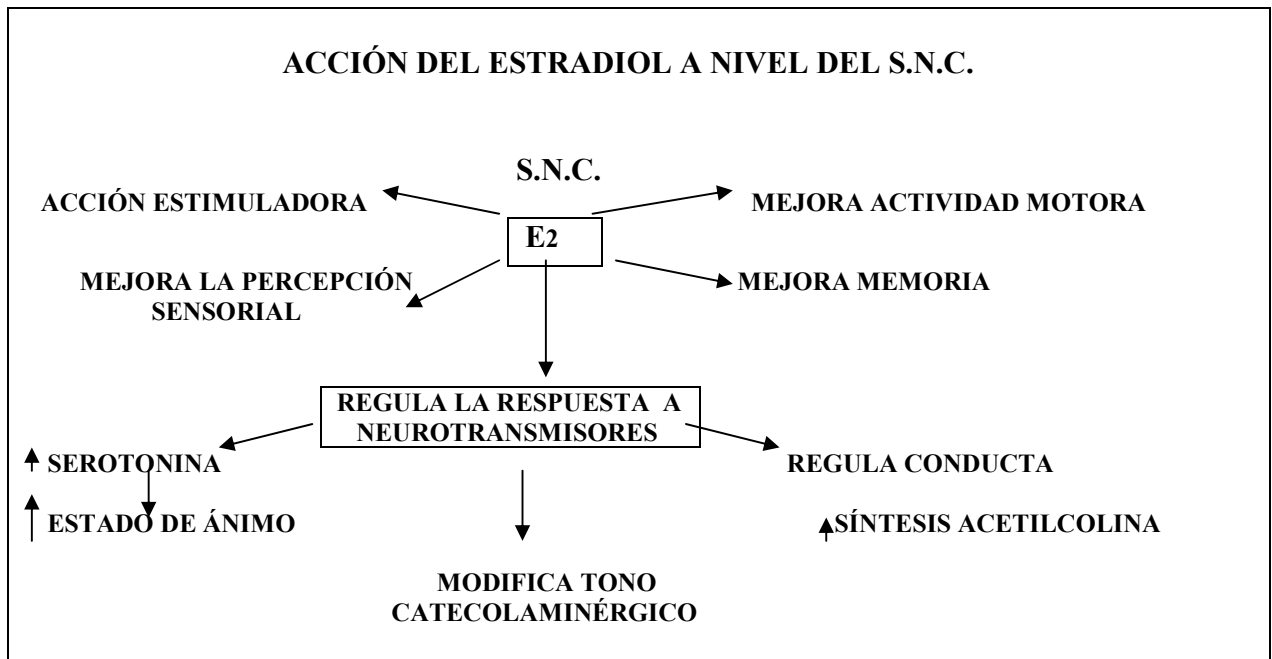 ACCIÓN DEL ESTRADIOL A NIVEL DEL S.N.C.
S.N.C.
ACCIÓN ESTIMULADORA
MEJORA ACTIVIDAD MOTORA
E2
MEJORA LA PERCEPCIÓN
SENSORIAL
MEJORA MEMORIA
REGULA LA RESPUESTA A
NEUROTRANSMISORES
SEROTONINA
REGULA CONDUCTA
ESTADO DE ÁNIMO
SÍNTESIS ACETILCOLINA
MODIFICA TONO
CATECOLAMINÉRGICO